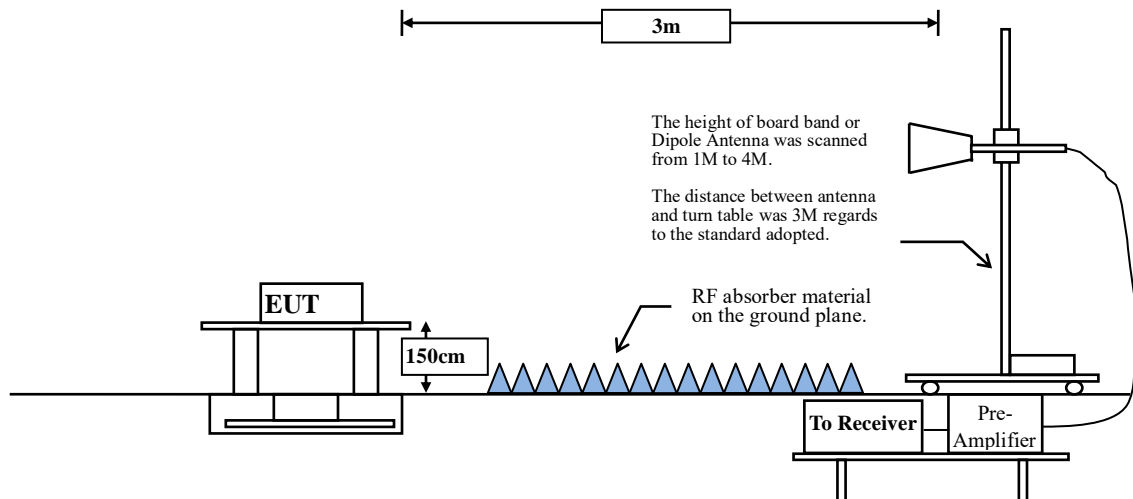 3m
The height of board band or
Dipole Antenna was scanned
from 1M to 4M.
The distance between antenna
and turn table was 3M regards
to the standard adopted.
EUT
RF absorber material
on the ground plane.
150cm
To Receiver
Pre-
Amplifier